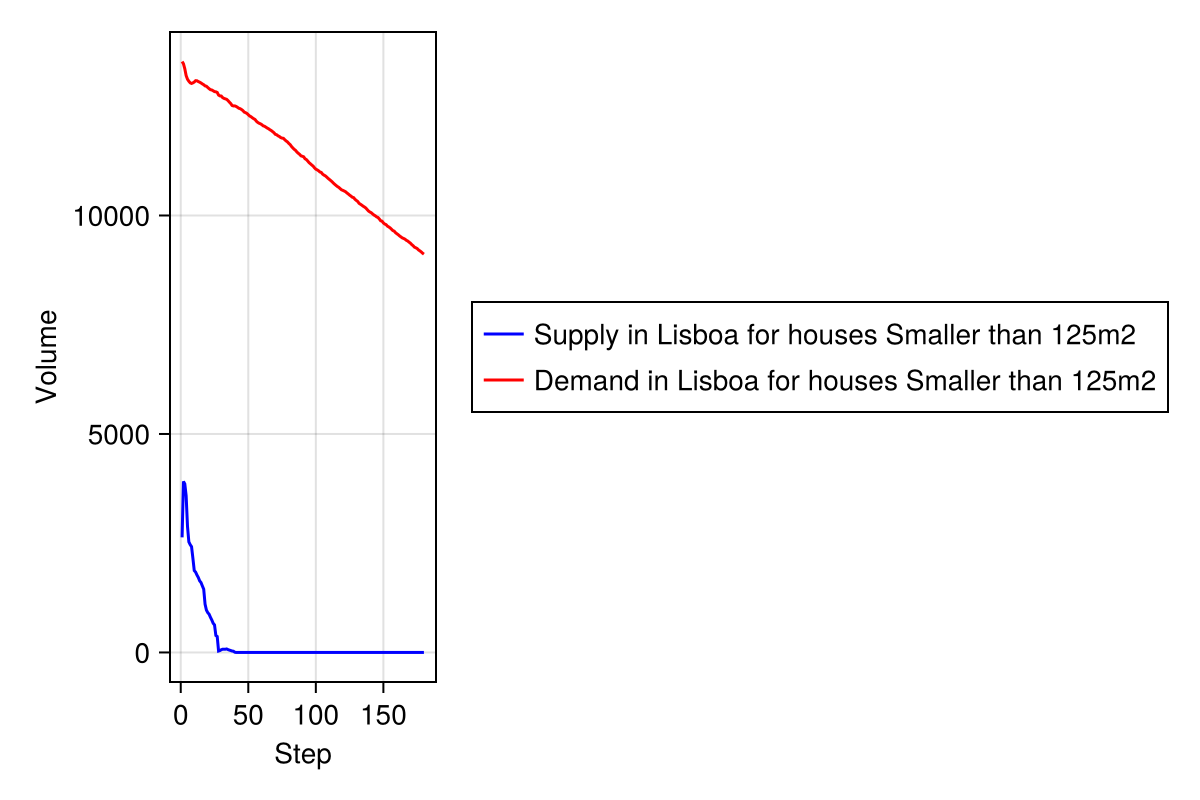 Volume
10000
5000
0
0 50 100 150
Step
Supply in Lisboa for houses Smaller than 125m2
Demand in Lisboa for houses Smaller than 125m2